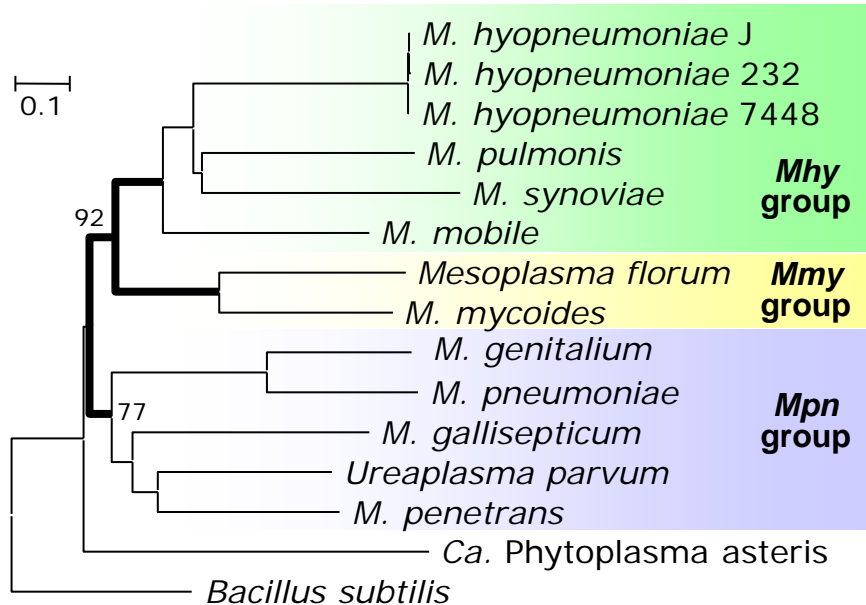 M. hyopneumoniae J
0.1
M. hyopneumoniae 232
M. hyopneumoniae 7448
M. pulmonis
M. synoviae
Mhy
group
92
M. mobile
Mesoplasma florum
Mmy
group
M. mycoides
M. genitalium
M. pneumoniae
77
Mpn
group
M. gallisepticum
Ureaplasma parvum
M. penetrans
Ca. Phytoplasma asteris
Bacillus subtilis